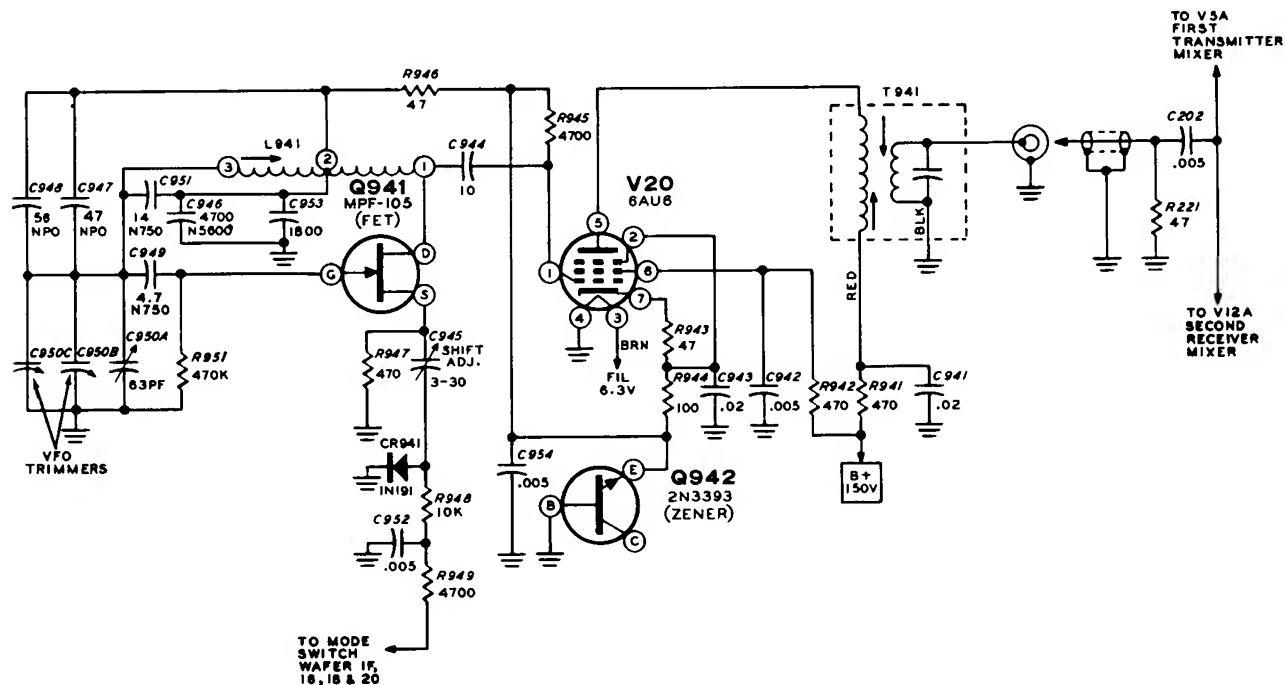 TO V5A
FIRST
TRANSMITTER
MIXER
R946
47
T941
R945
4700
C202
.005
L941
3
2
1
C944
10
C948
56
NPO
C947
47
NPO
C951
14
N750
C946
4700
N5600
C953
1800
Q941
MPF-105
(FET)
V20
6AU6
R221
47
BLK
C949
4.7
N750
G
D
S
5
2
1
6
7
4
3
RED
BRN
FIL
6.3V
R943
47
TO V12A
SECOND
RECEIVER
MIXER
C950C
C950B
C950A
63PF
R951
470K
R947
470
C945
SHIFT
ADJ.
3-30
R944
100
C943
.02
C942
.005
R942
470
R941
470
C941
.02
VFO
TRIMMERS
CR941
IN191
C954
.005
E
B
C
Q942
2N3393
(ZENER)
B+
150V
R948
10K
C952
.005
R949
4700
TO MODE
SWITCH
WAFER 1F,
18, 18 & 20